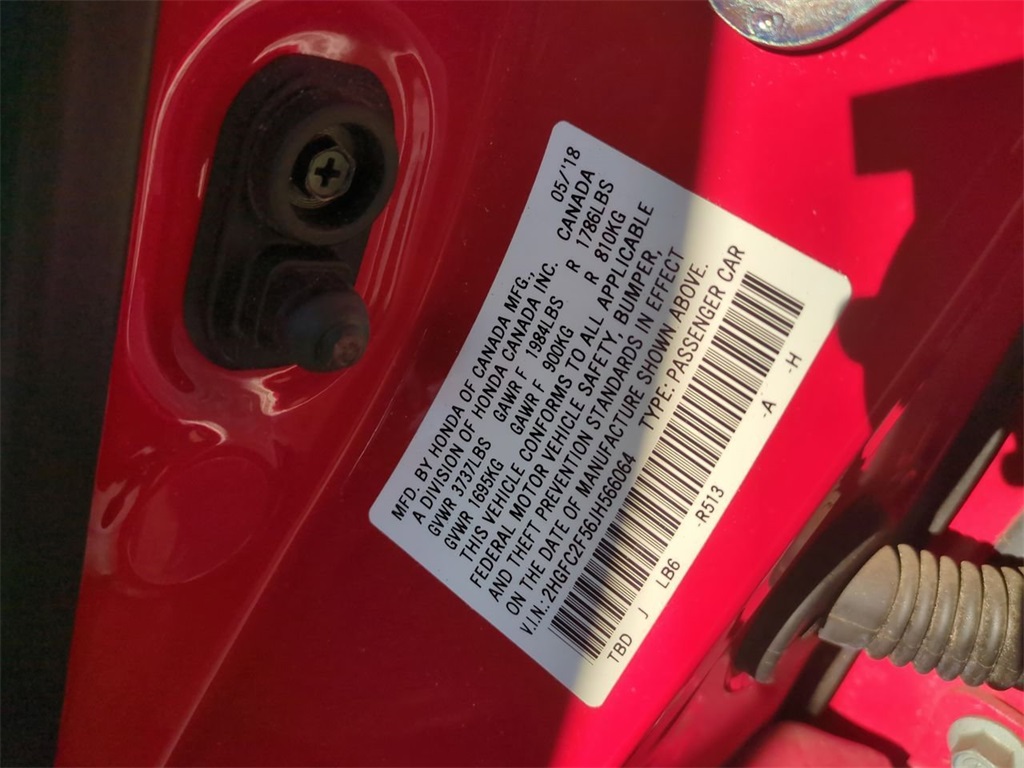 MFD. BY HONDA OF CANADA MFG., 05/'18
A DIVISION OF HONDA CANADA INC. CANADA
GVWR 3737LBS GAWR F 1984LBS R 1786LBS
GVWR 1695KG GAWR F 900KG R 810KG
THIS VEHICLE CONFORMS TO ALL APPLICABLE
FEDERAL MOTOR VEHICLE SAFETY, BUMPER,
AND THEFT PREVENTION STANDARDS IN EFFECT
ON THE DATE OF MANUFACTURE SHOWN ABOVE.
V.I.N.:2HGFC2F56JH566064 TYPE: PASSENGER CAR
TBD J LB6 -R513 -A -H